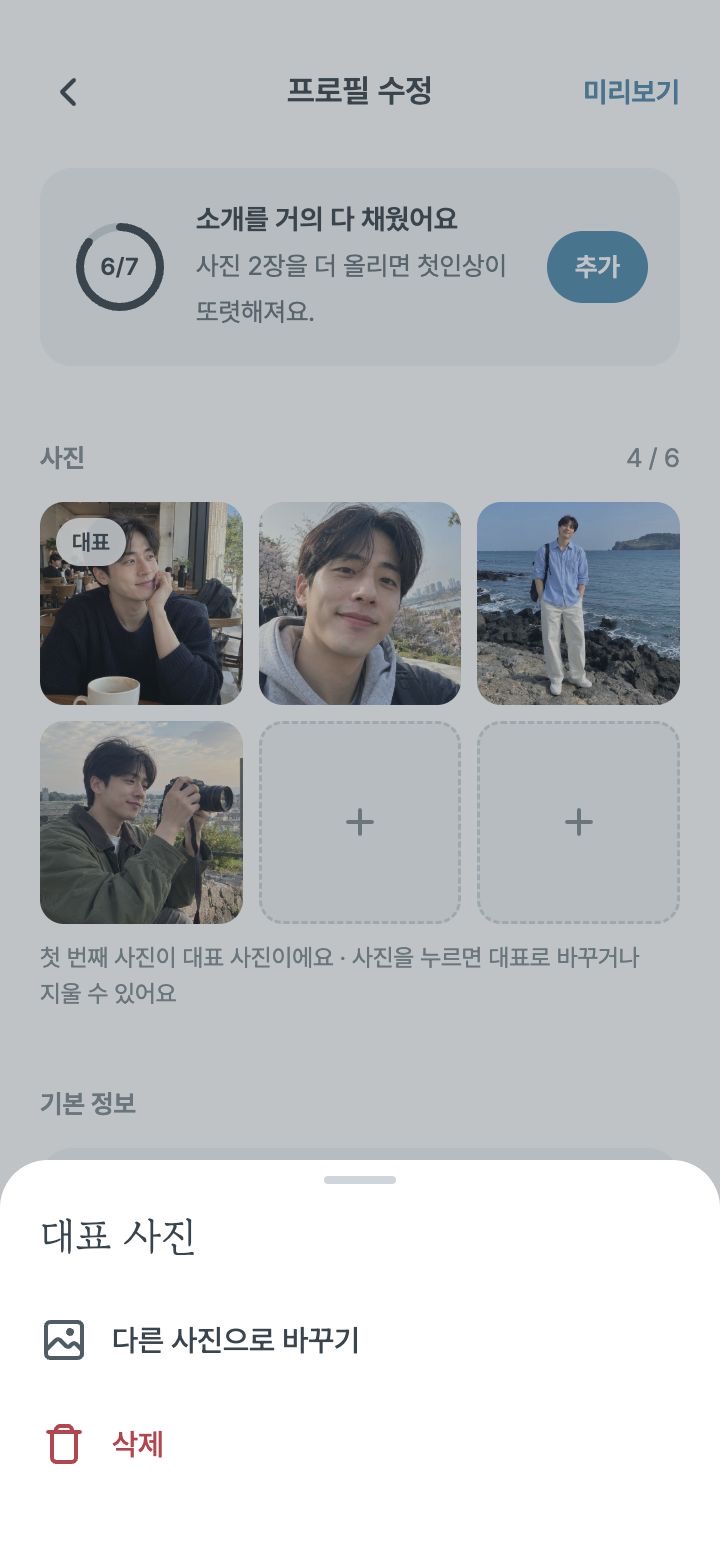 프로필 수정
미리보기
6/7
소개를 거의 다 채웠어요
사진 2장을 더 올리면 첫인상이
또렷해져요.
추가
사진
4 / 6
대표
첫 번째 사진이 대표 사진이에요 · 사진을 누르면 대표로 바꾸거나
지울 수 있어요
기본 정보
대표 사진
다른 사진으로 바꾸기
삭제